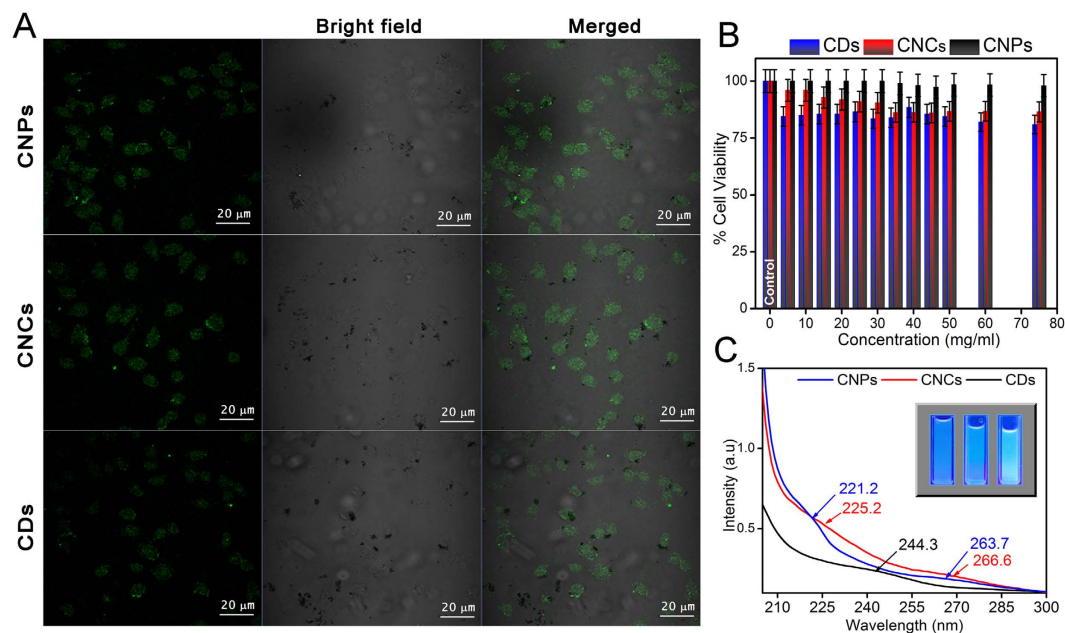 A
Bright field
Merged
CNPs
20 μm
20 μm
20 μm
CNCs
20 μm
20 μm
20 μm
CDs
20 μm
20 μm
20 μm
B
CDs CNCs CNPs
% Cell Viability
100
75
50
25
0
Control
0 10 20 30 40 50 60 70 80
Concentration (mg/ml)
C
CNPs CNCs CDs
Intensity (a.u)
1.5
1.0
0.5
221.2
225.2
244.3
263.7
266.6
210 225 240 255 270 285 300
Wavelength (nm)